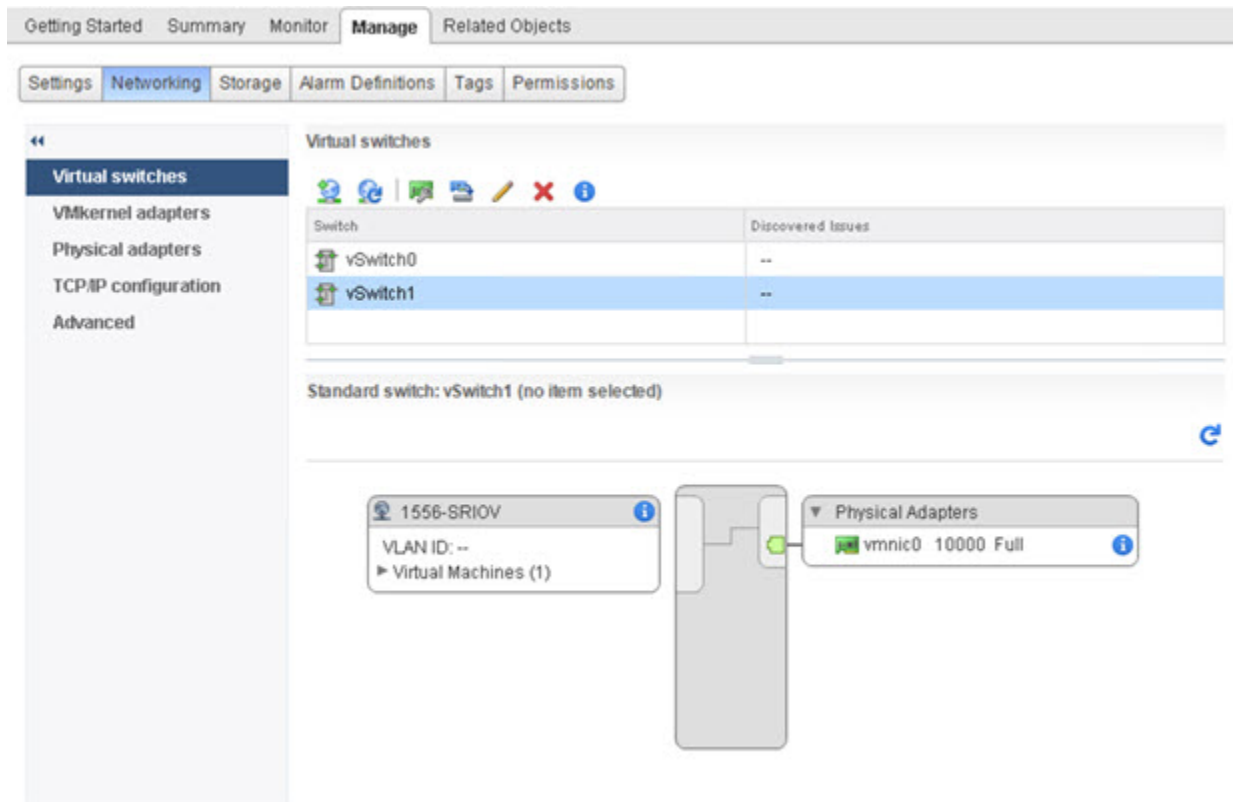 Getting Started Summary Monitor Manage Related Objects
Settings Networking Storage Alarm Definitions Tags Permissions
Virtual switches
VMkernel adapters
Physical adapters
TCP/IP configuration
Advanced
Virtual switches
Switch Discovered Issues
vSwitch0 --
vSwitch1 --
Standard switch: vSwitch1 (no item selected)
1556-SRIOV
VLAN ID: --
Virtual Machines (1)
Physical Adapters
vmnic0 10000 Full